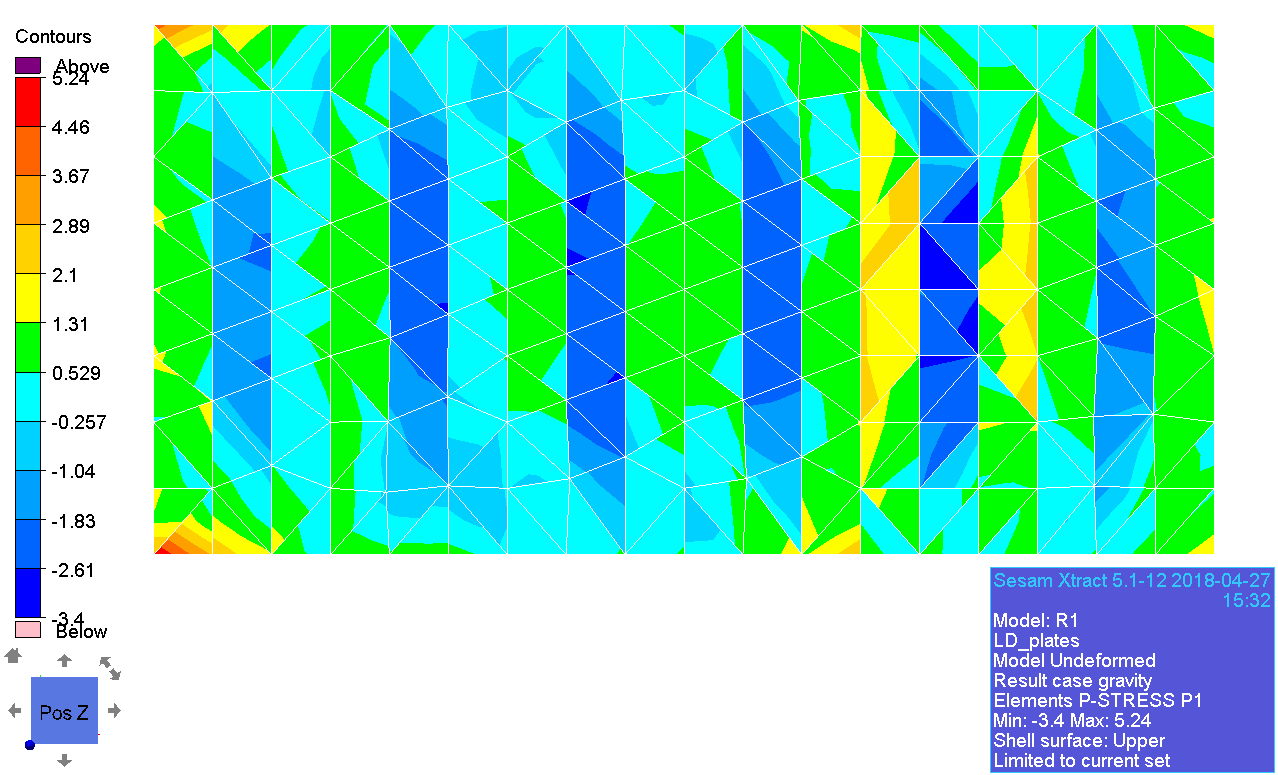 Contours
Above
5.24
4.46
3.67
2.89
2.1
1.31
0.529
-0.257
-1.04
-1.83
-2.61
-3.4
Below
Pos Z
Sesam Xtract 5.1-12 2018-04-27
15:32
Model: R1
LD_plates
Model Undeformed
Result case gravity
Elements P-STRESS P1
Min: -3.4 Max: 5.24
Shell surface: Upper
Limited to current set